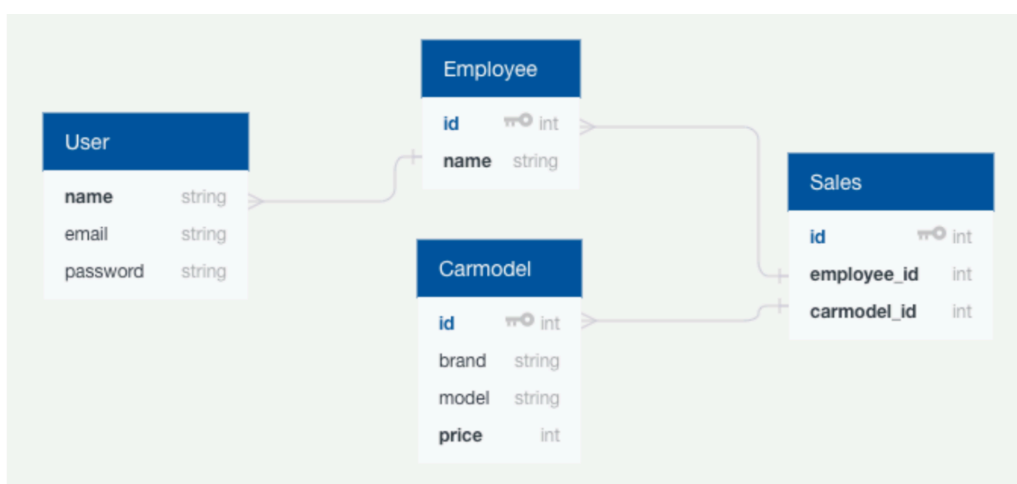 User
name string
email string
password string
Employee
id int
name string
Carmodel
id int
brand string
model string
price int
Sales
id int
employee_id int
carmodel_id int